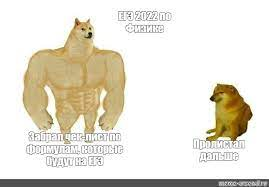 ЕГЭ 2022 по
Физике
Забрал чек-лист по
формулам, которые
будут на ЕГЭ
Пролистал
дальше